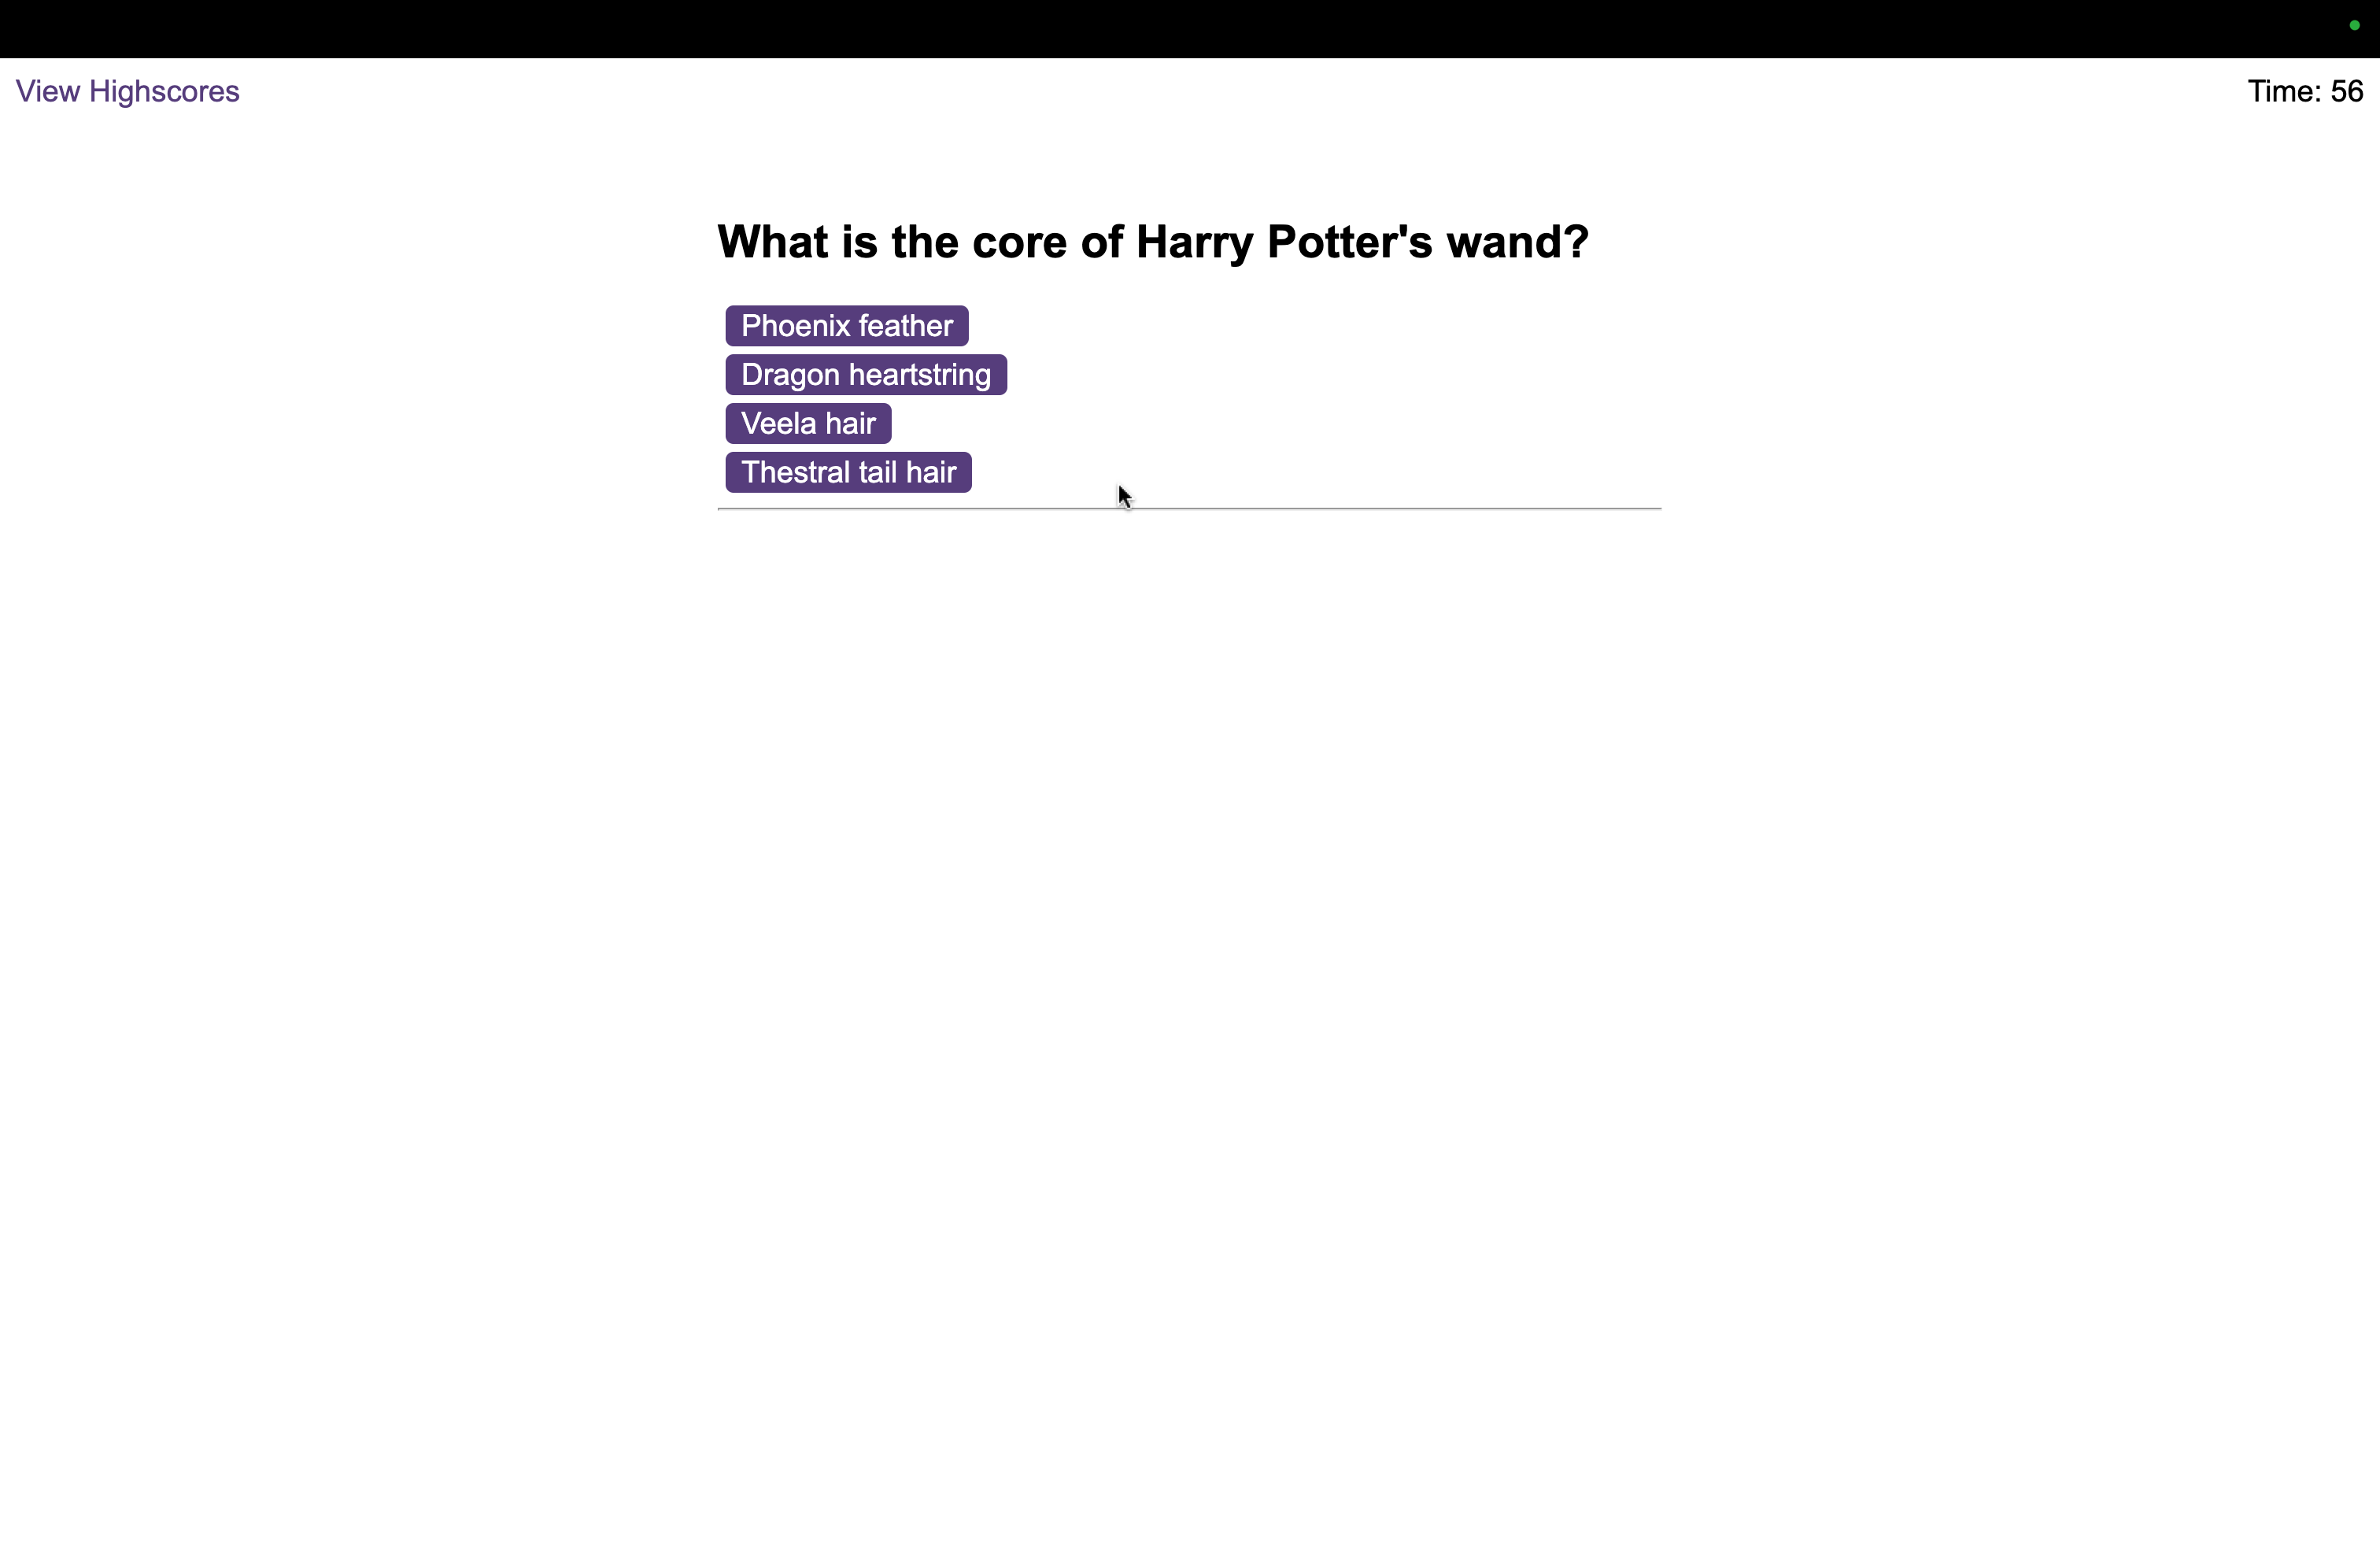 View Highscores
Time: 56
What is the core of Harry Potter's wand?
Phoenix feather
Dragon heartstring
Veela hair
Thestral tail hair